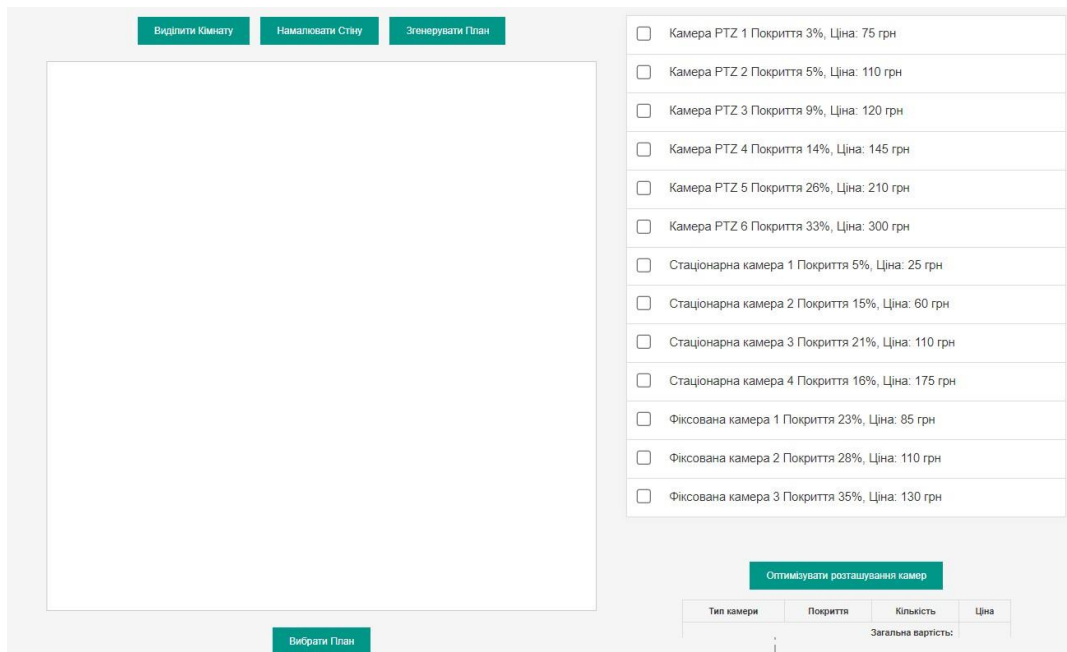 Виділити Кімнату
Намалювати Стіну
Згенерувати План
Камера PTZ 1 Покриття 3%, Ціна: 75 грн
Камера PTZ 2 Покриття 5%, Ціна: 110 грн
Камера PTZ 3 Покриття 9%, Ціна: 120 грн
Камера PTZ 4 Покриття 14%, Ціна: 145 грн
Камера PTZ 5 Покриття 26%, Ціна: 210 грн
Камера PTZ 6 Покриття 33%, Ціна: 300 грн
Стаціонарна камера 1 Покриття 5%, Ціна: 25 грн
Стаціонарна камера 2 Покриття 15%, Ціна: 60 грн
Стаціонарна камера 3 Покриття 21%, Ціна: 110 грн
Стаціонарна камера 4 Покриття 16%, Ціна: 175 грн
Фіксована камера 1 Покриття 23%, Ціна: 85 грн
Фіксована камера 2 Покриття 28%, Ціна: 110 грн
Фіксована камера 3 Покриття 35%, Ціна: 130 грн
Оптимізувати розташування камер
Тип камери Покриття Кількість Ціна
Загальна вартість:
Вибрати План